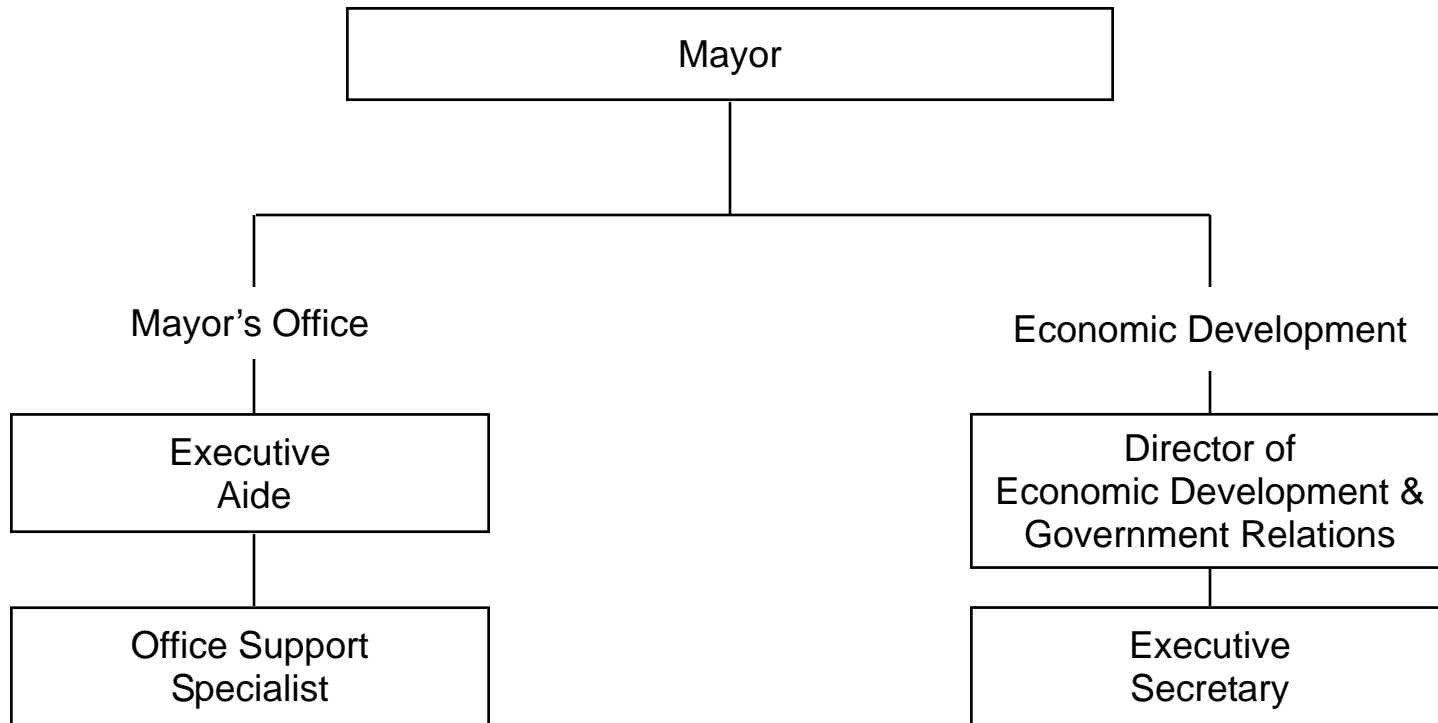 Mayor
Mayor’s Office
Economic Development
Executive
Aide
Director of
Economic Development &
Government Relations
Office Support
Specialist
Executive
Secretary